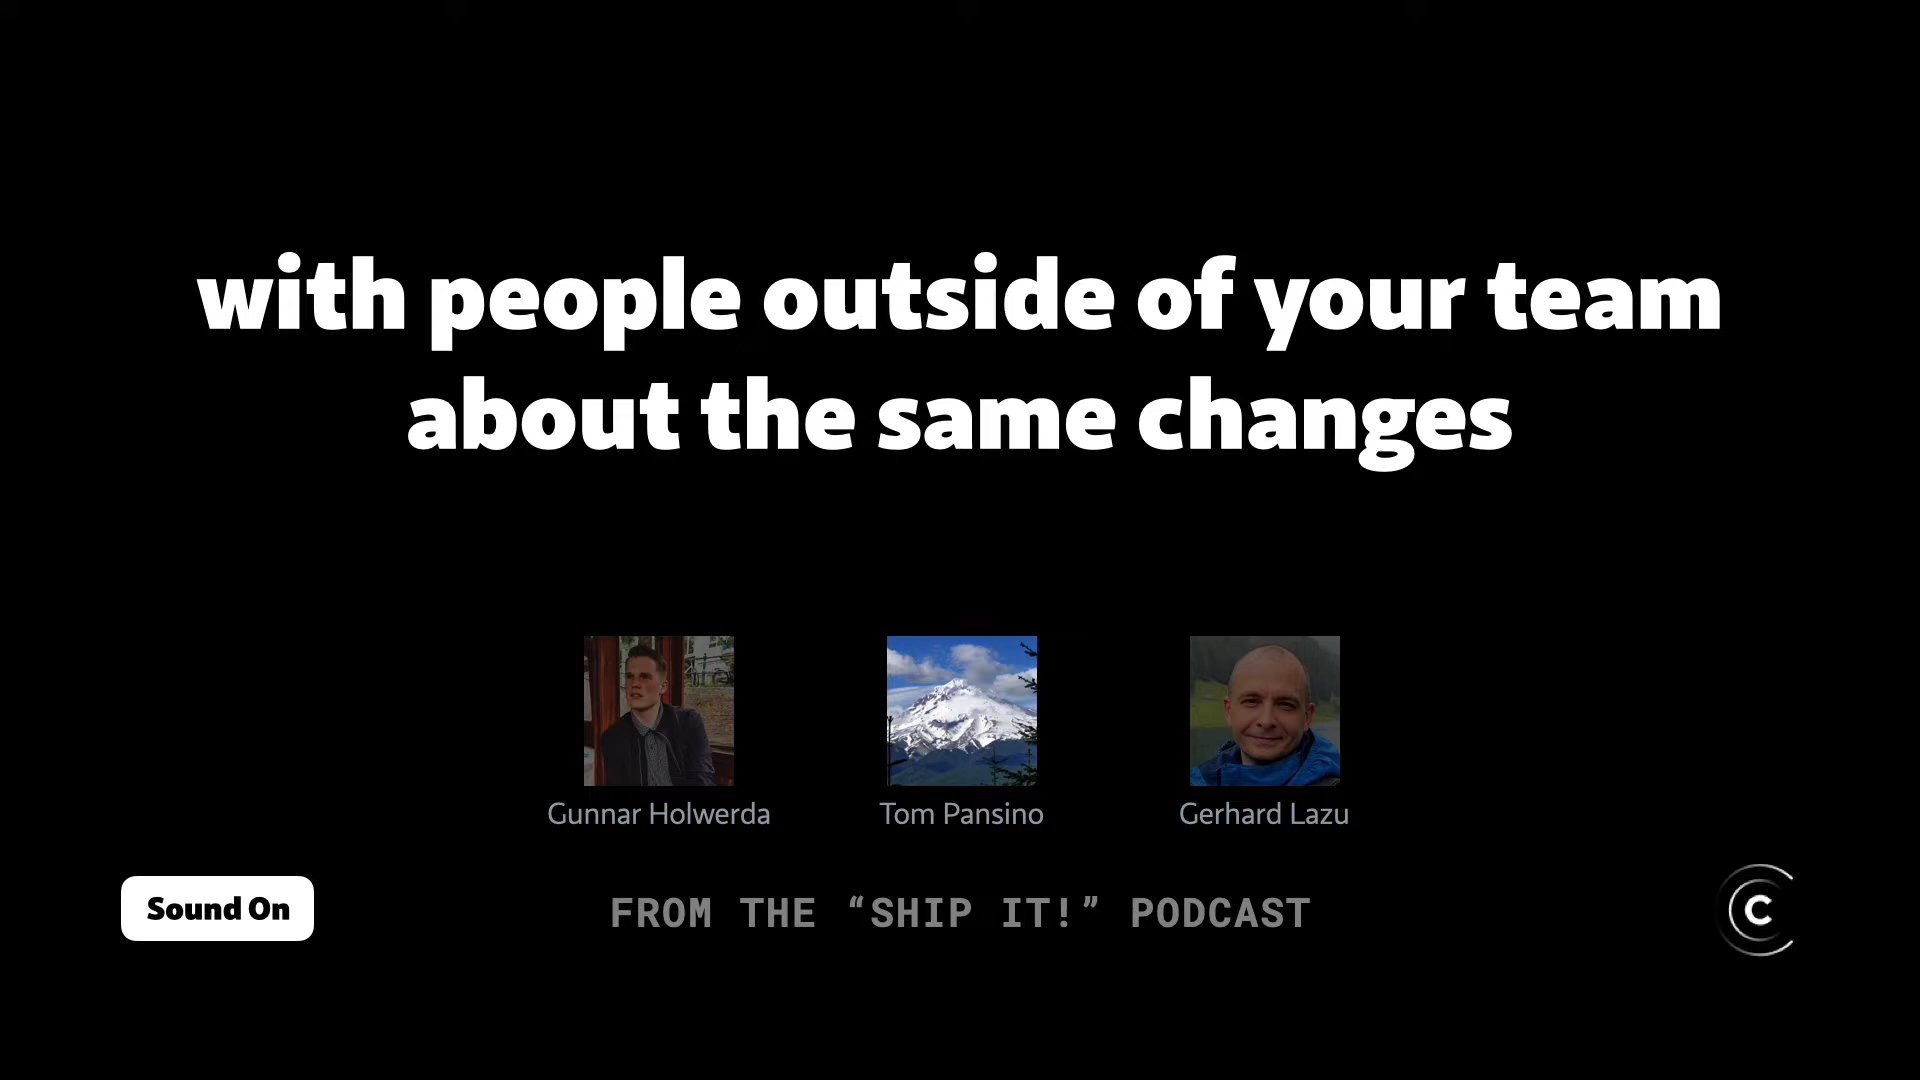 with people outside of your team
about the same changes
Gunnar Holwerda
Tom Pansino
Gerhard Lazu
Sound On
FROM THE “SHIP IT!” PODCAST
C